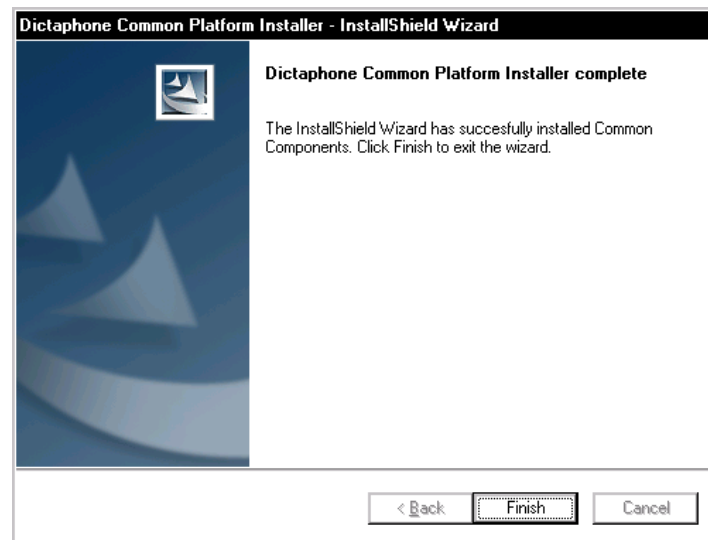 Dictaphone Common Platform Installer - InstallShield Wizard
Dictaphone Common Platform Installer complete
The InstallShield Wizard has succesfully installed Common
Components. Click Finish to exit the wizard.
< Back
Finish
Cancel